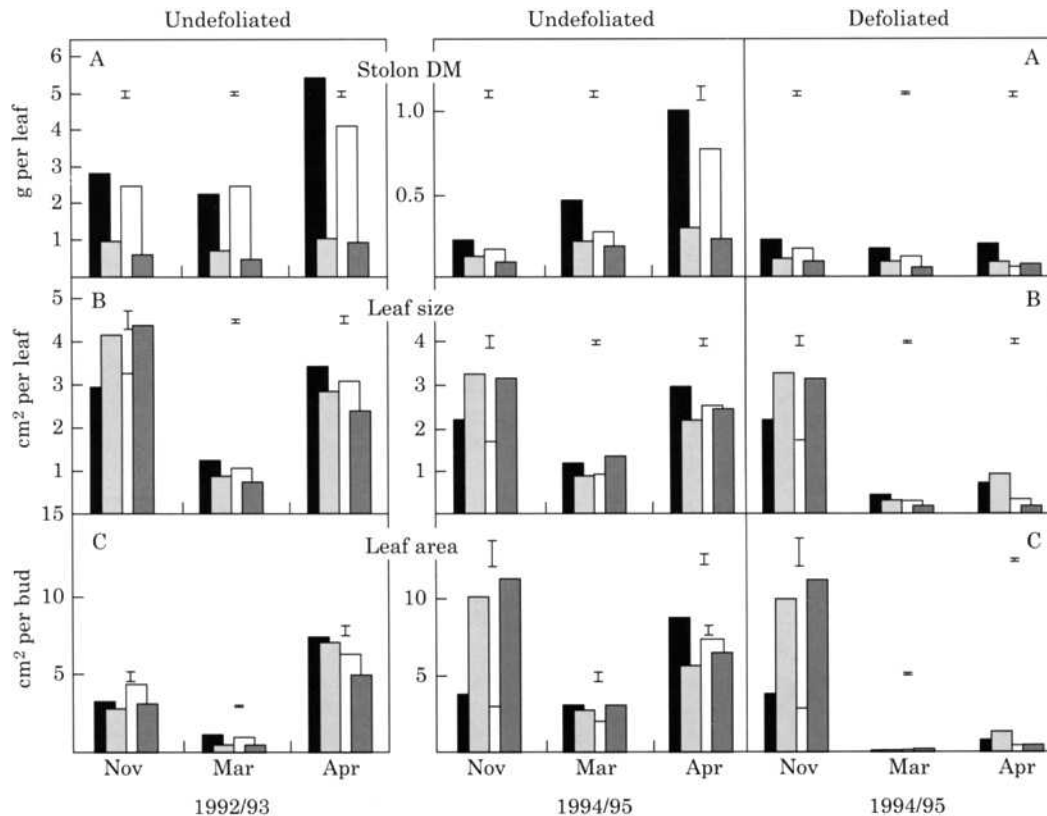 Undefoliated Undefoliated Defoliated
A Stolon DM A
g per leaf
6
5
4
3
2
1
1.0
0.5
B Leaf size B
cm² per leaf
5
4
3
2
1
15
4
3
2
1
C Leaf area C
cm² per bud
10
5
10
5
Nov Mar Apr Nov Mar Apr Nov Mar Apr
1992/93 1994/95 1994/95